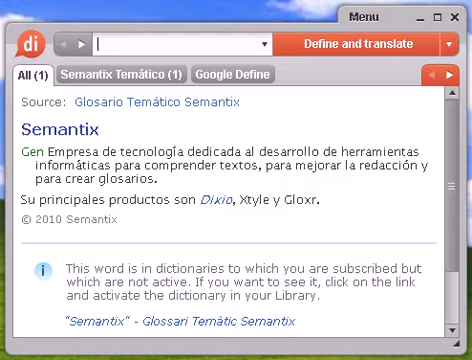 Menu
di
Define and translate
All (1)
Semantix Temático (1)
Google Define
Source: Glosario Temático Semantix
Semantix
Gen Empresa de tecnología dedicada al desarrollo de herramientas
informáticas para comprender textos, para mejorar la redacción y
para crear glosarios.
Su principales productos son Dixio, Xtyle y Gloxr.
© 2010 Semantix
i
This word is in dictionaries to which you are subscribed but
which are not active. If you want to see it, click on the link
and activate the dictionary in your Library.
"Semantix" - Glossari Temàtic Semantix